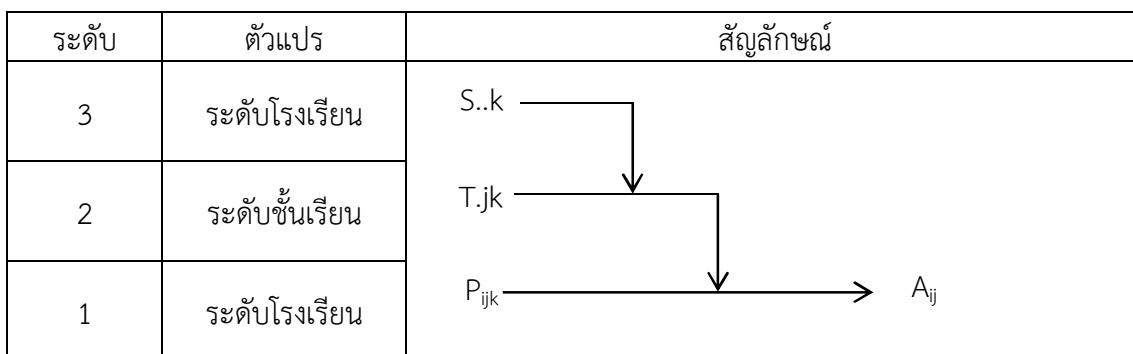 ระดับ ตัวแปร สัญลักษณ์
3 ระดับโรงเรียน S..k
2 ระดับชั้นเรียน T.jk
1 ระดับโรงเรียน Pijk Aij